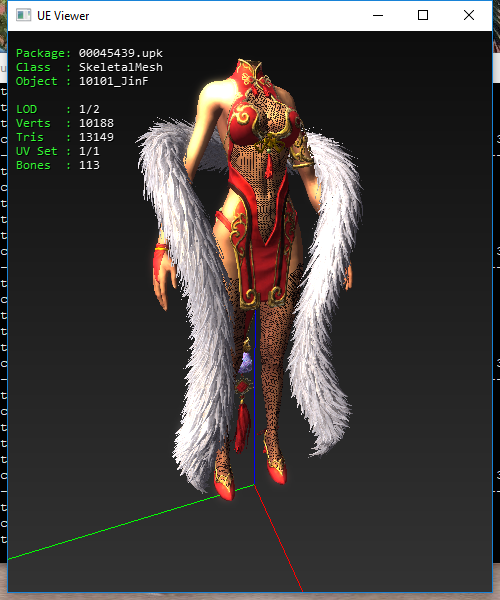 UE Viewer
Package: 00045439.upk
Class : SkeletalMesh
Object : 10101_JinF
LOD : 1/2
Verts : 10188
Tris : 13149
UV Set : 1/1
Bones : 113